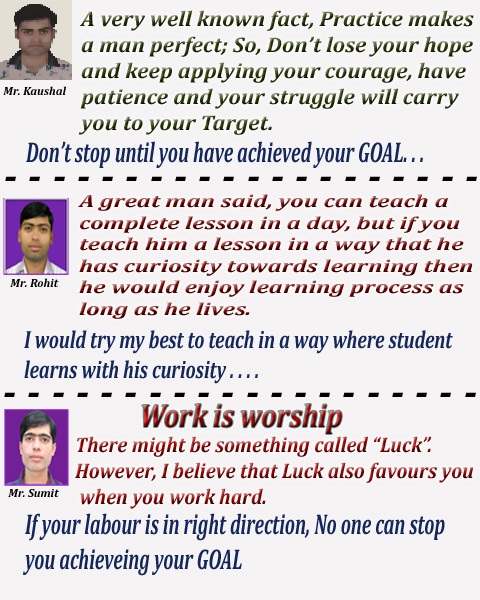 A very well known fact, Practice makes
a man perfect; So, Don't lose your hope
and keep applying your courage, have
patience and your struggle will carry
you to your Target.
Mr. Kaushal
Don't stop until you have achieved your GOAL. . .
A great man said, you can teach a
complete lesson in a day, but if you
teach him a lesson in a way that he
has curiosity towards learning then
he would enjoy learning process as
long as he lives.
Mr. Rohit
I would try my best to teach in a way where student
learns with his curiosity . . . .
Work is worship
There might be something called “Luck”.
However, I believe that Luck also favours you
when you work hard.
Mr. Sumit
If your labour is in right direction, No one can stop
you achieveing your GOAL